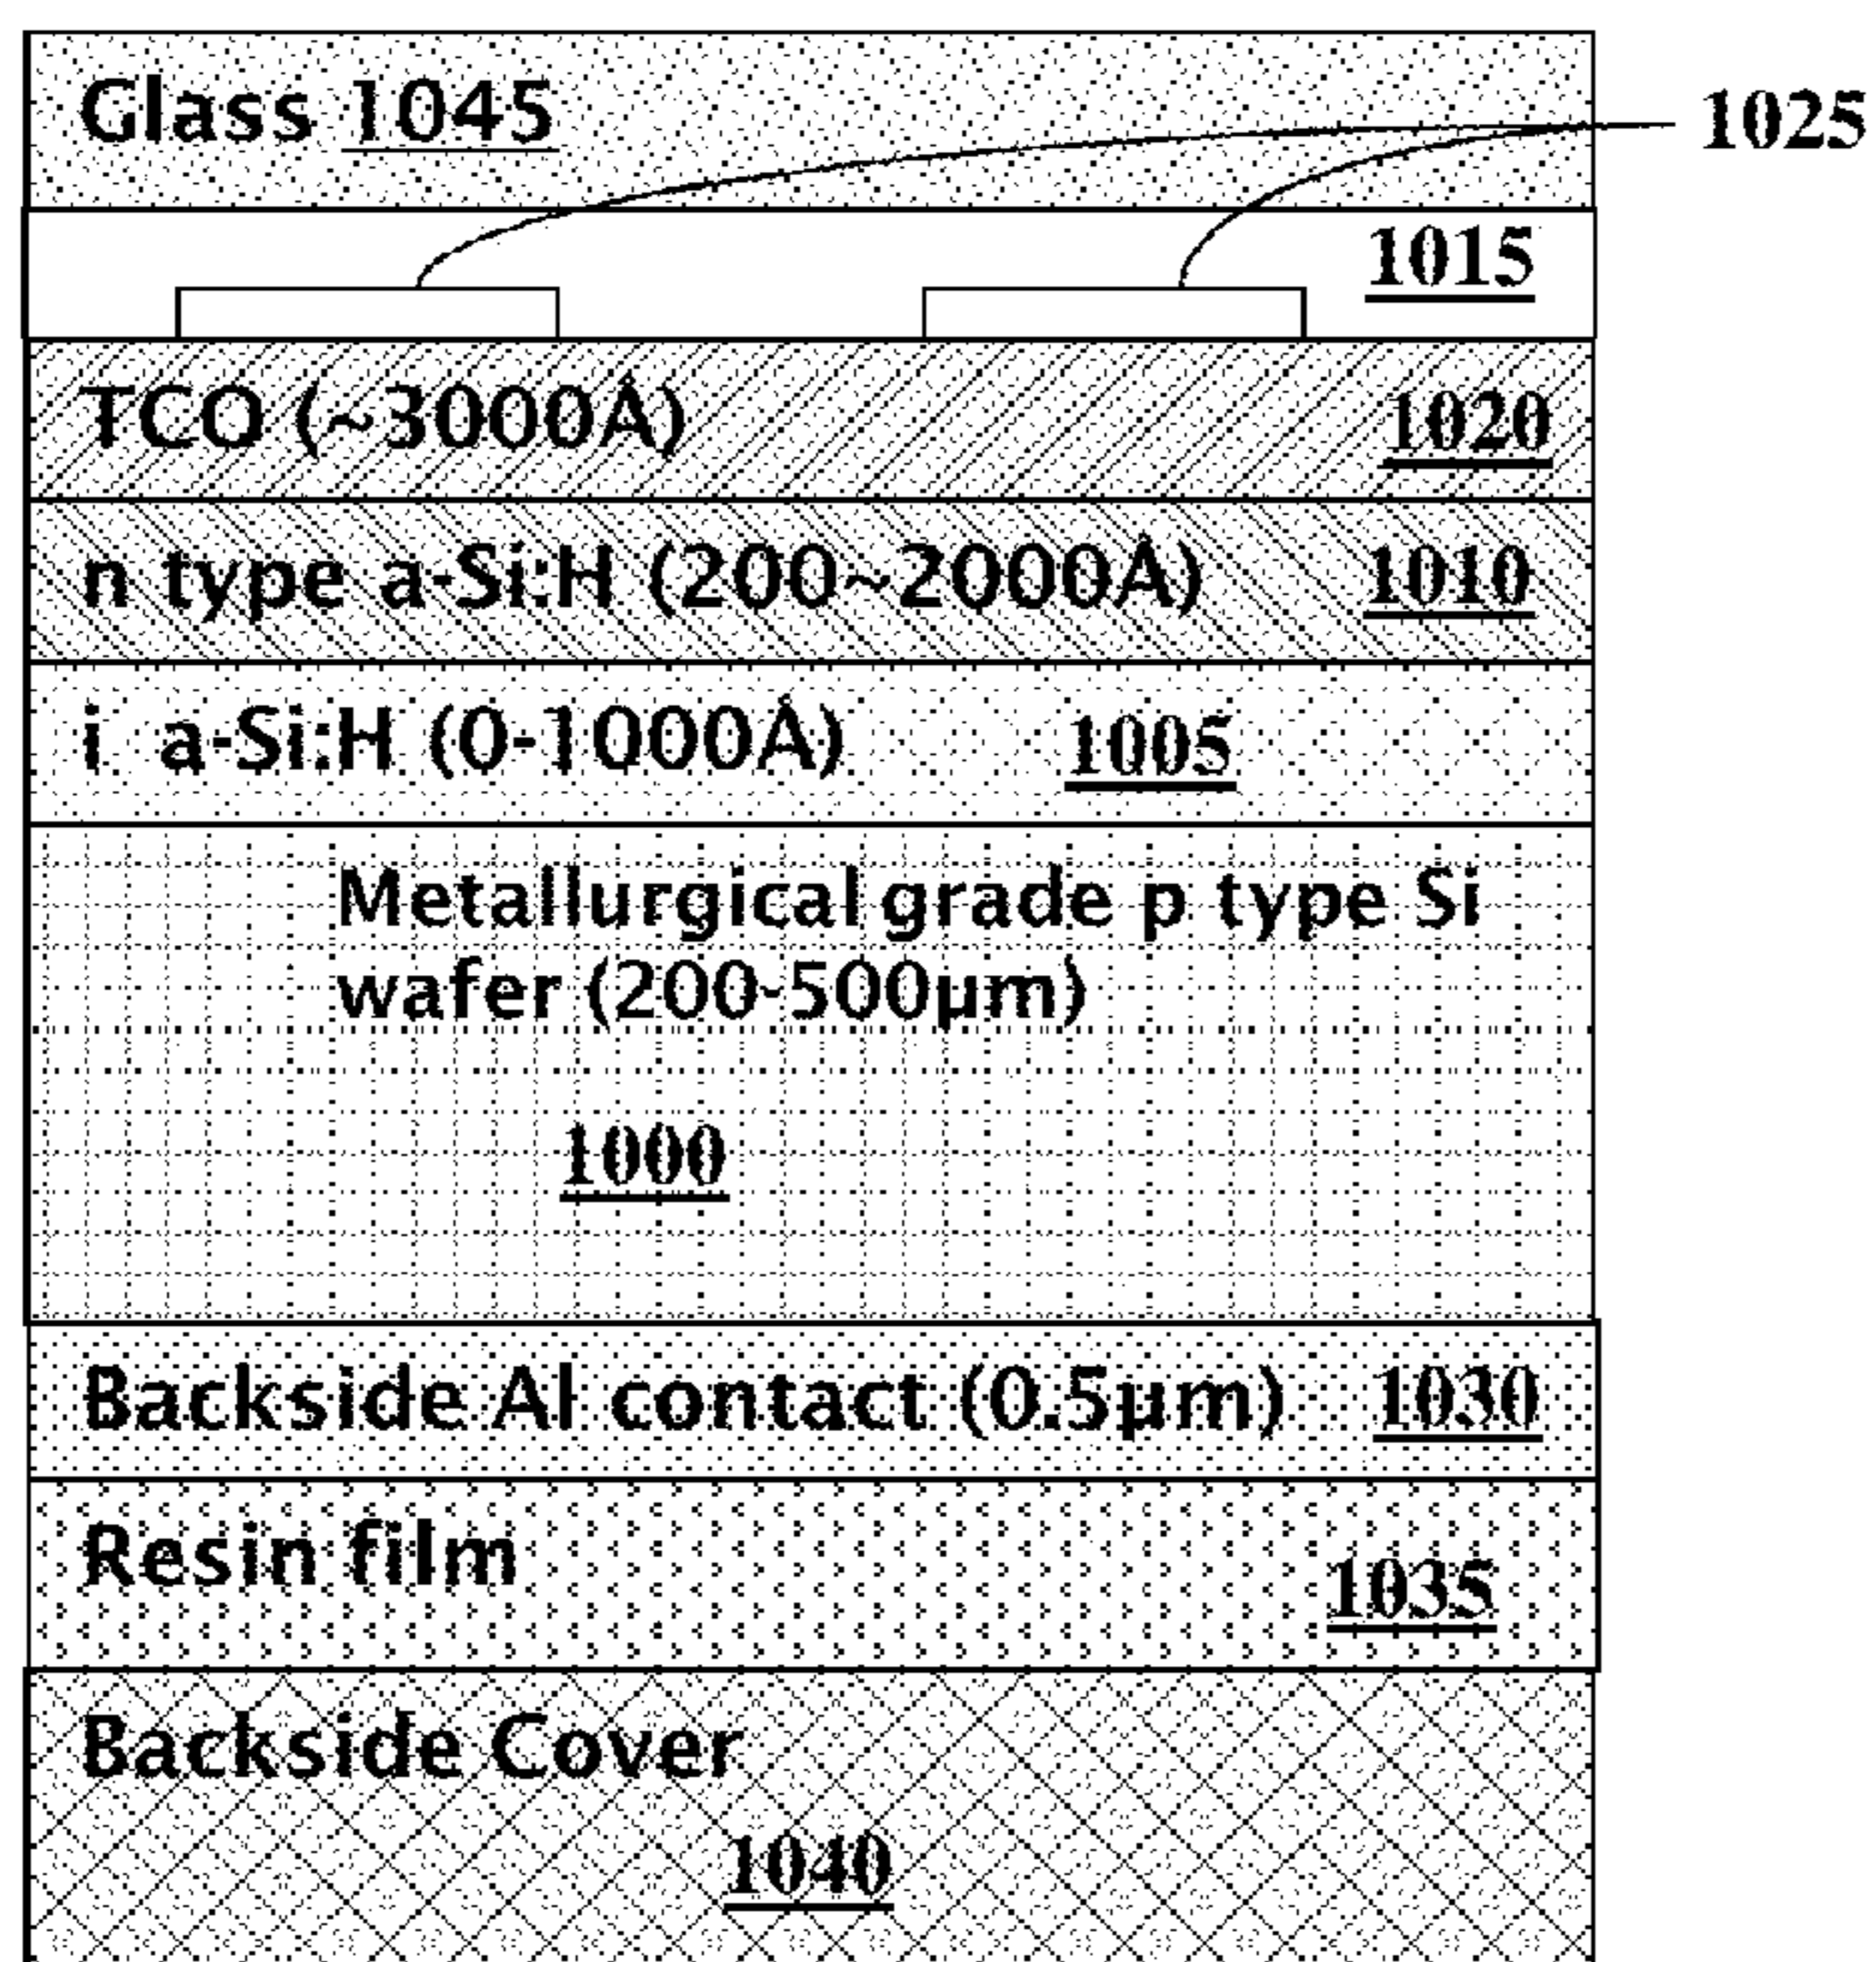 Glass 1045
1025
1015
TCO (~3000Å) 1020
n type a-Si:H (200~2000Å) 1010
i a-Si:H (0-1000Å) 1005
Metallurgical grade p type Si
wafer (200-500µm)
1000
Backside Al contact (0.5µm) 1030
Resin film 1035
Backside Cover
1040